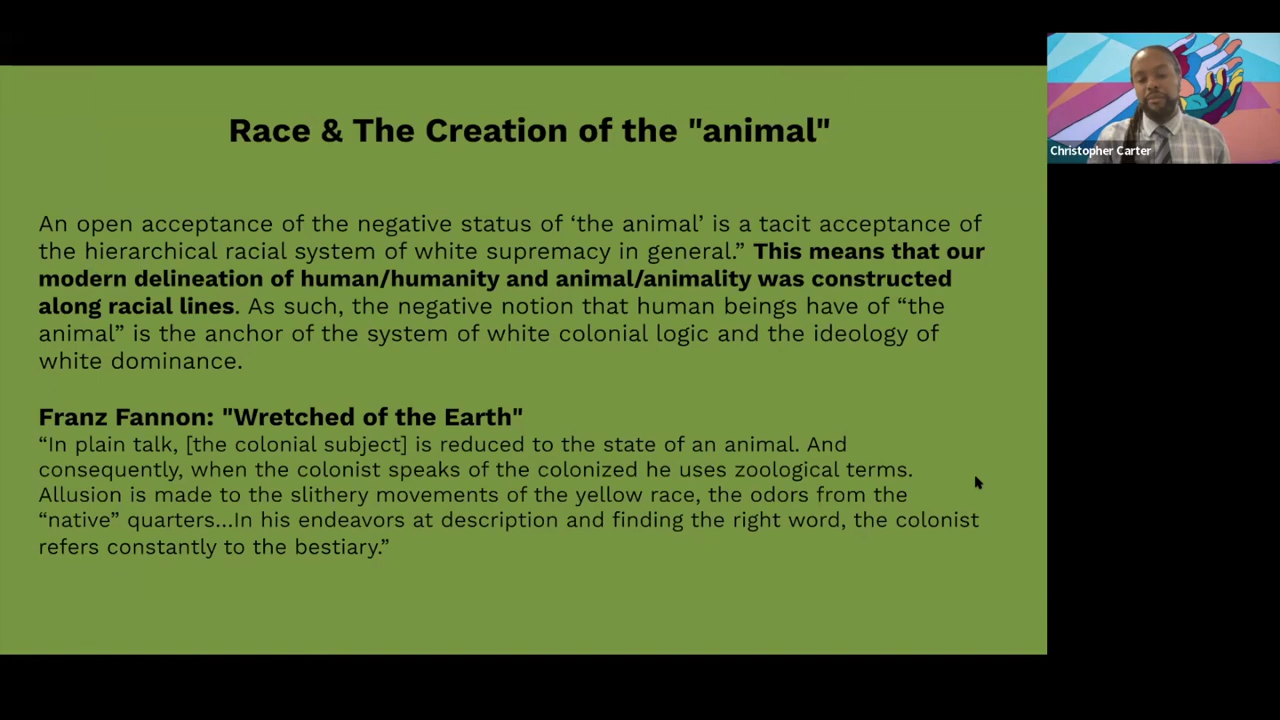 Race & The Creation of the "animal"
An open acceptance of the negative status of ‘the animal’ is a tacit acceptance of
the hierarchical racial system of white supremacy in general.” This means that our
modern delineation of human/humanity and animal/animality was constructed
along racial lines. As such, the negative notion that human beings have of “the
animal” is the anchor of the system of white colonial logic and the ideology of
white dominance.
Franz Fannon: "Wretched of the Earth"
“In plain talk, [the colonial subject] is reduced to the state of an animal. And
consequently, when the colonist speaks of the colonized he uses zoological terms.
Allusion is made to the slithery movements of the yellow race, the odors from the
“native” quarters...In his endeavors at description and finding the right word, the colonist
refers constantly to the bestiary.”
Christopher Carter